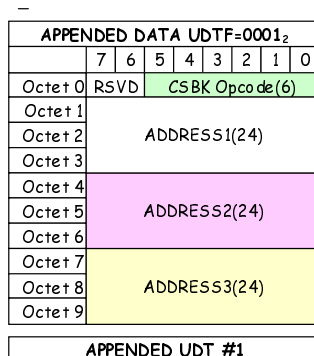 APPENDED DATA UDTF=0001₂
7 6 5 4 3 2 1 0
Octet 0 RSVD CSBK Opcode(6)
Octet 1
Octet 2 ADDRESS1(24)
Octet 3
Octet 4
Octet 5 ADDRESS2(24)
Octet 6
Octet 7
Octet 8 ADDRESS3(24)
Octet 9
APPENDED UDT #1